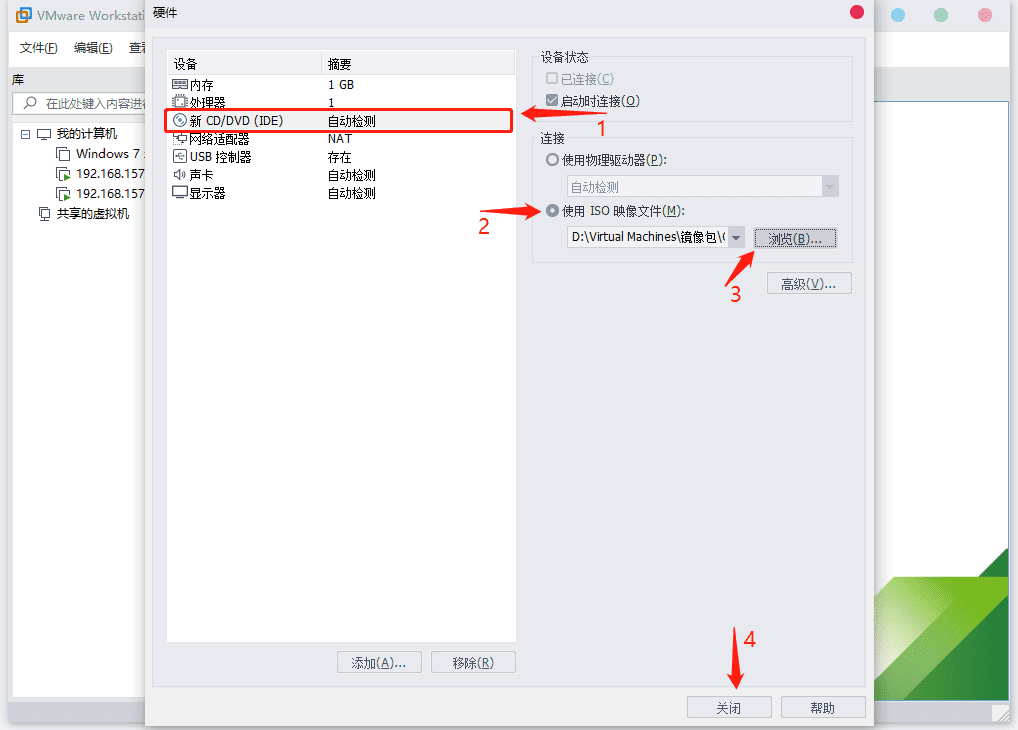 VMware Workstati
硬件
文件(F) 编辑(E) 查看
库
在此处键入内容进行
我的计算机
Windows 7
192.168.157
192.168.157
共享的虚拟机
设备 摘要
内存 1 GB
处理器 1
新 CD/DVD (IDE) 自动检测
网络适配器 NAT
USB 控制器 存在
声卡 自动检测
显示器 自动检测
添加(A)... 移除(R)
设备状态
已连接(C)
启动时连接(O)
1
连接
使用物理驱动器(P):
自动检测
2
使用 ISO 映像文件(M):
D:\Virtual Machines\镜像包\
浏览(B)...
3
高级(V)...
4
关闭 帮助